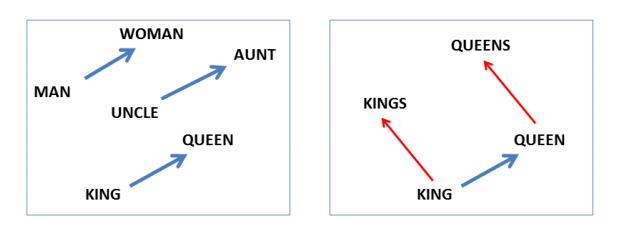 WOMAN
AUNT
MAN
UNCLE
QUEEN
KING
QUEENS
KINGS
QUEEN
KING